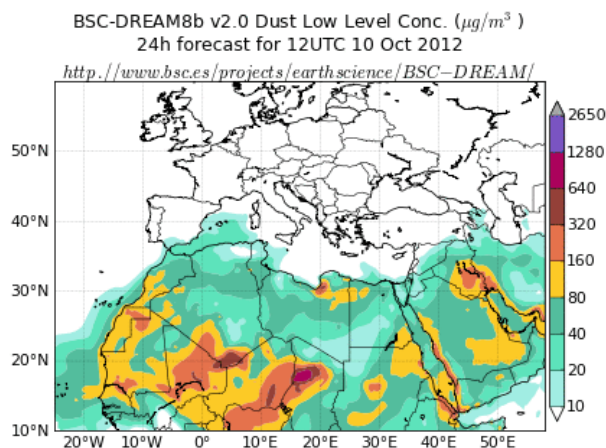 BSC-DREAM8b v2.0 Dust Low Level Conc. (μg/m³ )
24h forecast for 12UTC 10 Oct 2012
http.//www.bsc.es/projects/earthscience/BSC−DREAM/
2650
1280
640
320
160
80
40
20
10
50°N
40°N
30°N
20°N
10°N
20°W 10°W 0° 10°E 20°E 30°E 40°E 50°E